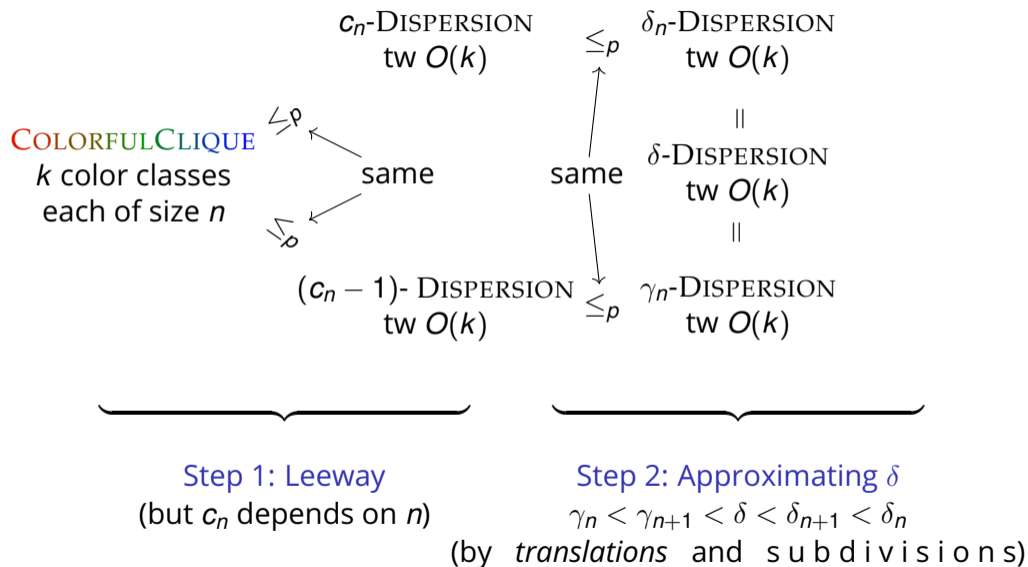 c_n-DISPERSION
tw O(k)
≤_p
δ_n-DISPERSION
tw O(k)
≤_p
COLORFULCLIQUE
k color classes
each of size n
same
same
=
δ-DISPERSION
tw O(k)
=
≤_p
(c_n − 1)- DISPERSION
tw O(k)
≤_p
γ_n-DISPERSION
tw O(k)
Step 1: Leeway
(but c_n depends on n)
Step 2: Approximating δ
γ_n < γ_{n+1} < δ < δ_{n+1} < δ_n
(by translations and s u b d i v i s i o n s)